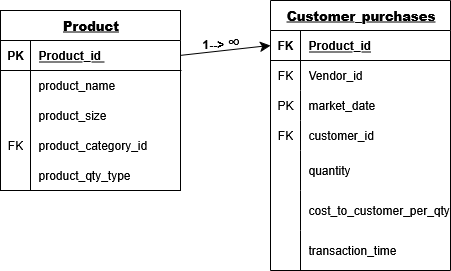 Product
PK Product_id
product_name
product_size
FK product_category_id
product_qty_type
1--> ∞
Customer_purchases
FK Product_id
FK Vendor_id
PK market_date
FK customer_id
quantity
cost_to_customer_per_qty
transaction_time